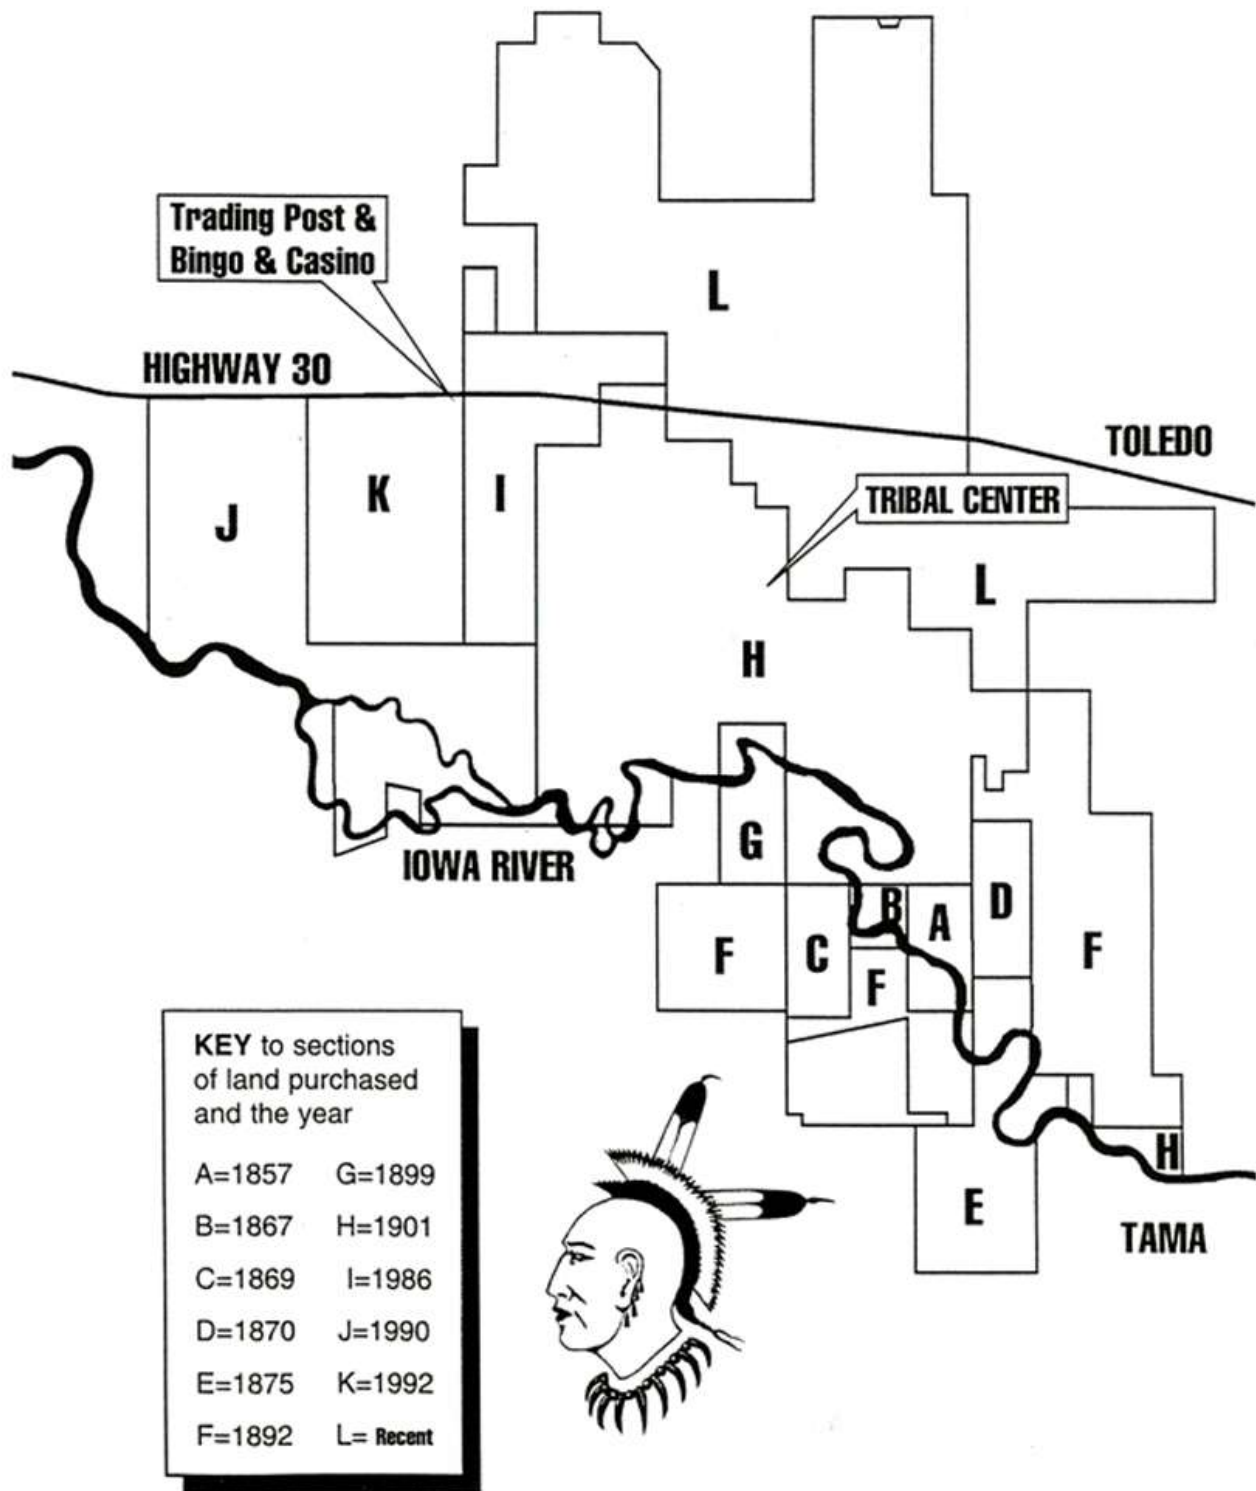 L
Trading Post &
Bingo & Casino
HIGHWAY 30
TOLEDO
K
I
J
TRIBAL CENTER
L
H
G
IOWA RIVER
B
A
D
F
C
F
F
H
E
TAMA
KEY to sections
of land purchased
and the year
A=1857 G=1899
B=1867 H=1901
C=1869 I=1986
D=1870 J=1990
E=1875 K=1992
F=1892 L= Recent